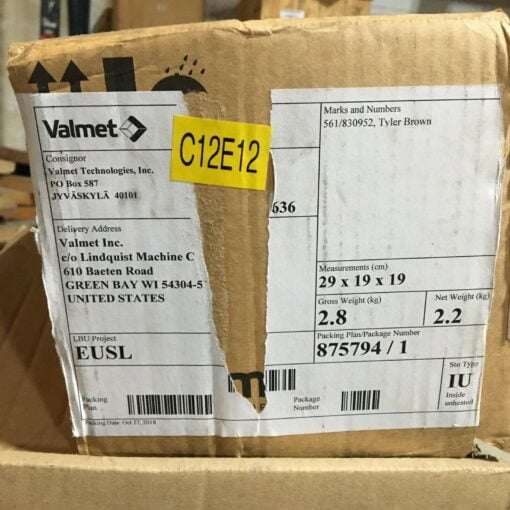 Valmet
C12E12
Consignor
Valmet Technologies, Inc.
PO Box 587
JYVÄSKYLÄ 40101
636
Marks and Numbers
561/830952, Tyler Brown
Delivery Address
Valmet Inc.
c/o Lindquist Machine C
610 Baeten Road
GREEN BAY WI 54304-5
UNITED STATES
Measurements (cm)
29 x 19 x 19
Gross Weight (kg)
2.8
Net Weight (kg)
2.2
LBU/Project
EUSL
Packing Plan/Package Number
875794 / 1
Sto Type
IU
Inside
unheated
Packing
Plan
Package
Number
Packing Date: Oct 27, 2018